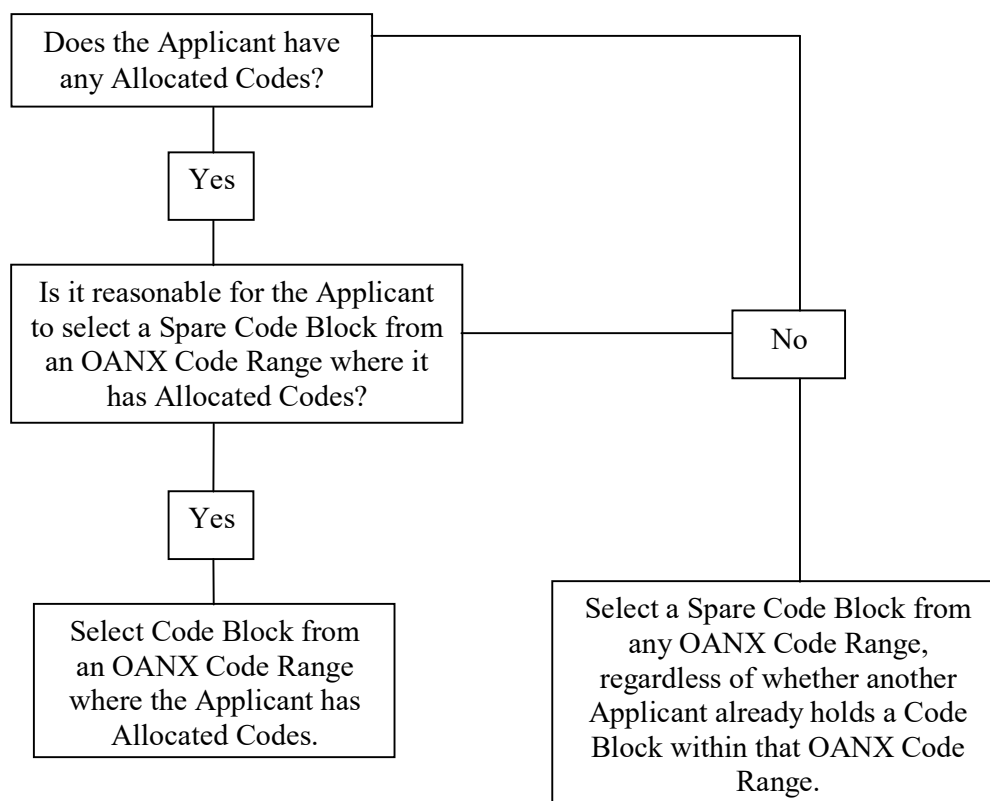 Does the Applicant have
any Allocated Codes?
Yes
Is it reasonable for the Applicant
to select a Spare Code Block from
an OANX Code Range where it
has Allocated Codes?
No
Yes
Select Code Block from
an OANX Code Range
where the Applicant has
Allocated Codes.
Select a Spare Code Block from
any OANX Code Range,
regardless of whether another
Applicant already holds a Code
Block within that OANX Code
Range.